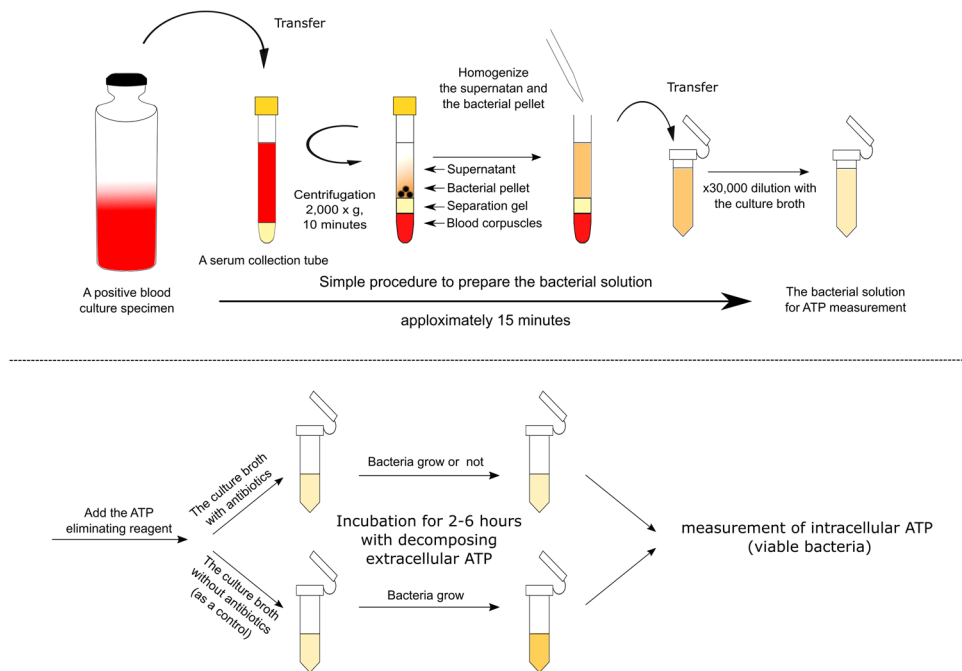 Transfer
Homogenize
the supernatan and
the bacterial pellet
Transfer
Centrifugation
2,000 x g,
10 minutes
Supernatant
Bacterial pellet
Separation gel
Blood corpuscles
x30,000 dilution with
the culture broth
A serum collection tube
A positive blood
culture specimen
Simple procedure to prepare the bacterial solution
apploximately 15 minutes
The bacterial solution
for ATP measurement
Add the ATP
eliminating reagent
The culture broth
with antibiotics
The culture broth
without antibiotics
(as a control)
Bacteria grow or not
Incubation for 2-6 hours
with decomposing
extracellular ATP
Bacteria grow
measurement of intracellular ATP
(viable bacteria)